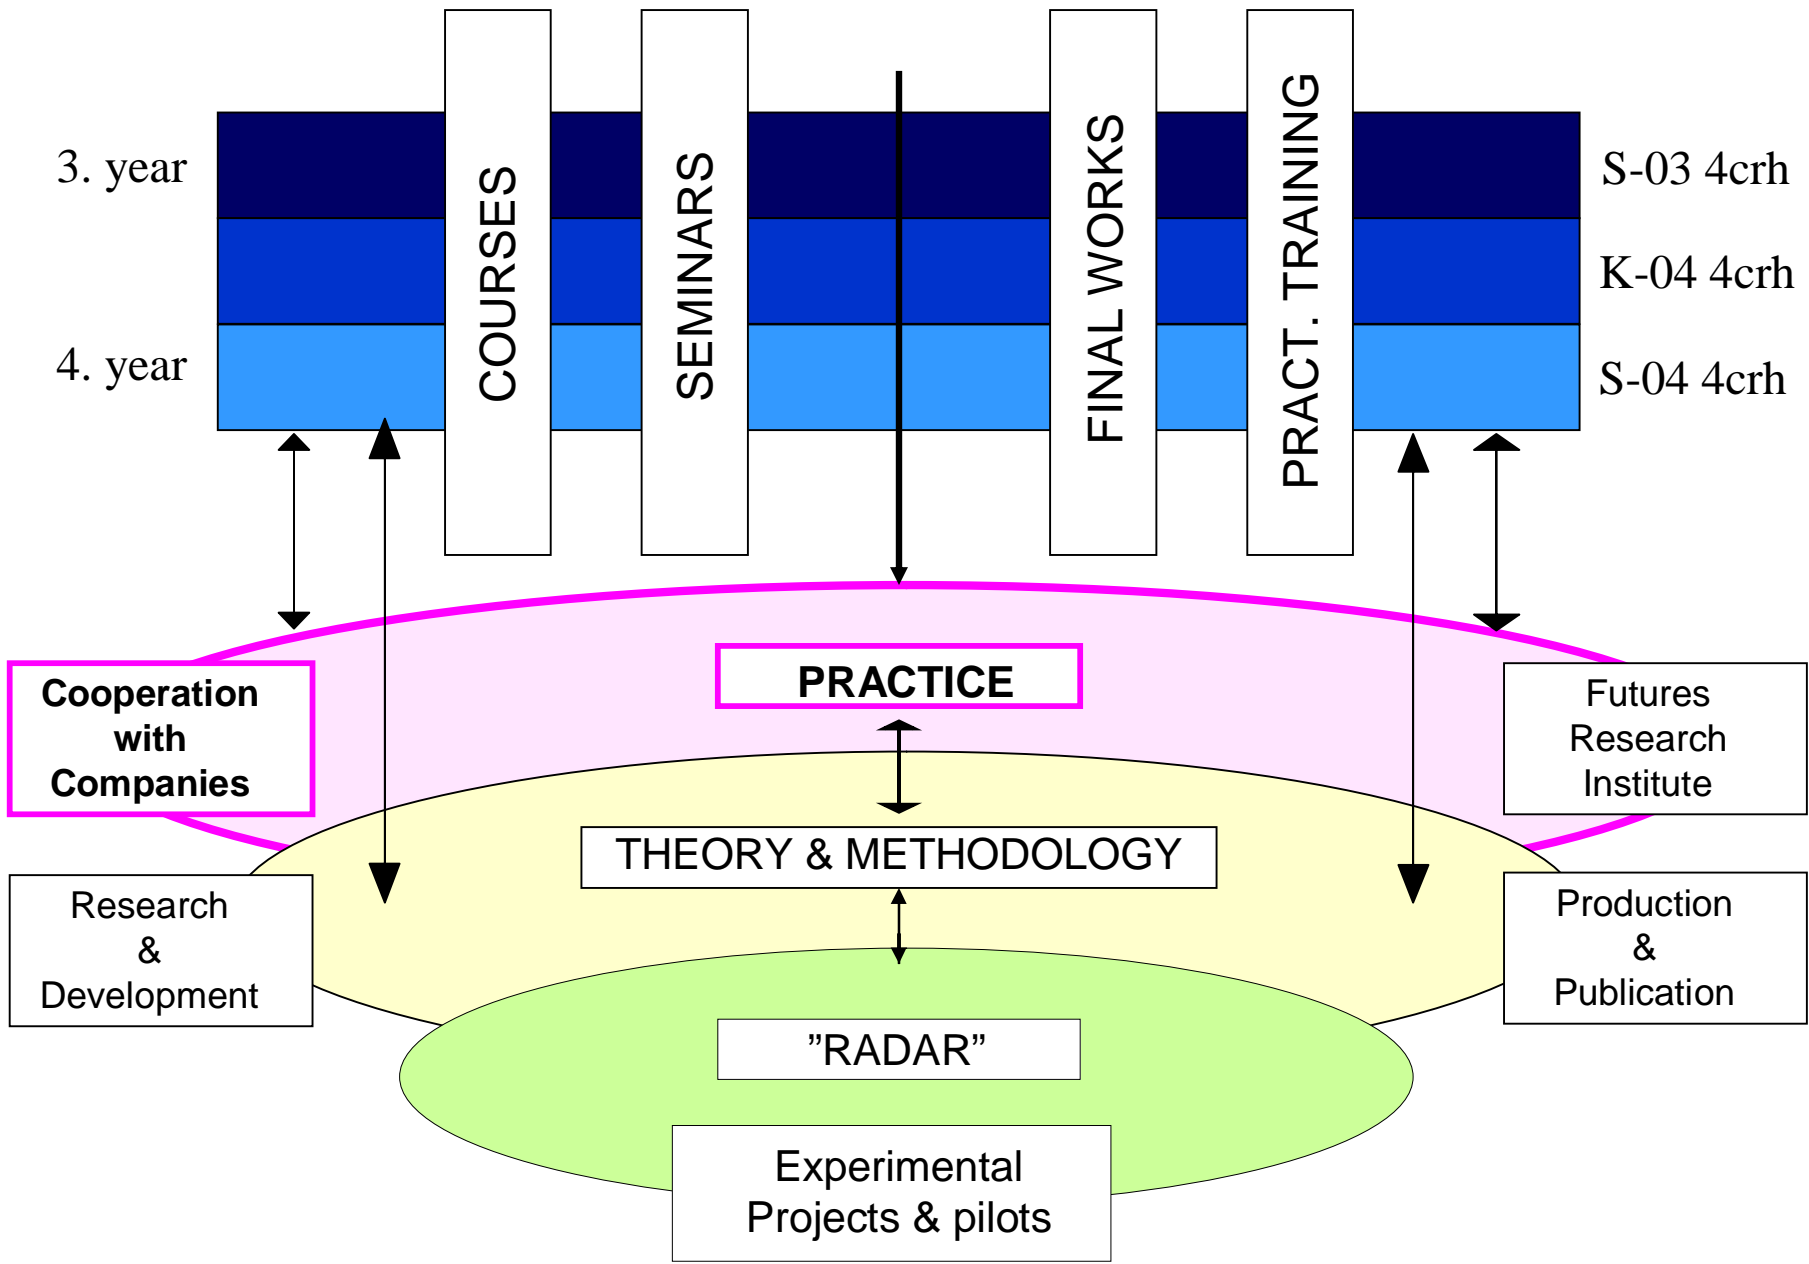 COURSES
SEMINARS
FINAL WORKS
PRACT. TRAINING
3. year
S-03 4crh
K-04 4crh
4. year
S-04 4crh
PRACTICE
Cooperation
with
Companies
Futures
Research
Institute
THEORY & METHODOLOGY
Research
&
Development
Production
&
Publication
”RADAR”
Experimental
Projects & pilots